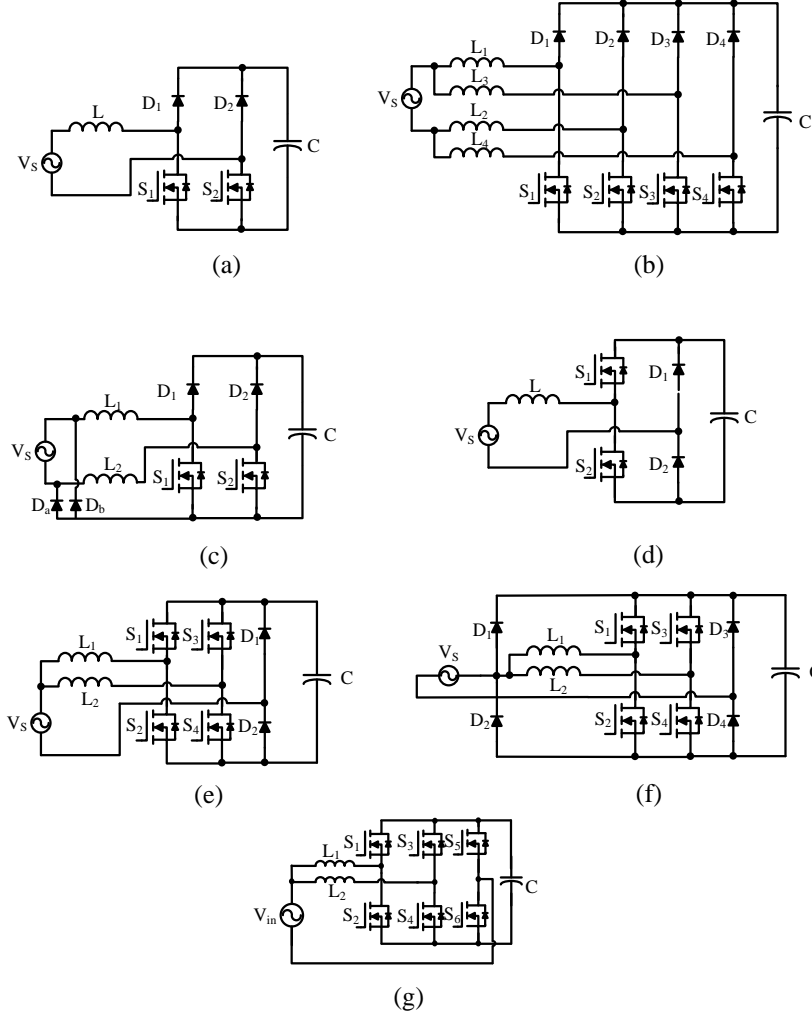 D₁ D₂
L
C
Vₛ
S₁ S₂
(a)
D₁ D₂ D₃ D₄
L₁
L₃
Vₛ
L₂
L₄
C
S₁ S₂ S₃ S₄
(b)
D₁ D₂
L₁
C
Vₛ
L₂
S₁ S₂
Dₐ D_b
(c)
S₁ D₁
L
C
Vₛ
S₂ D₂
(d)
S₁ S₃ D₁
L₁
C
L₂
Vₛ
S₂ S₄ D₂
(e)
D₁ S₁ S₃ D₃
Vₛ L₁
C
L₂
D₂ S₂ S₄ D₄
(f)
S₁ S₃ S₅
L₁
C
L₂
V_in
S₂ S₄ S₆
(g)